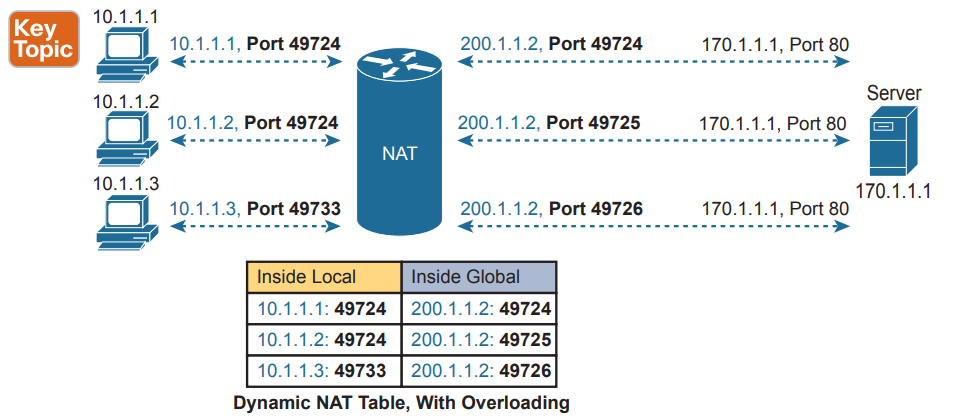 Key
Topic
10.1.1.1
10.1.1.1, Port 49724
200.1.1.2, Port 49724
170.1.1.1, Port 80
10.1.1.2
10.1.1.2, Port 49724
200.1.1.2, Port 49725
170.1.1.1, Port 80
Server
NAT
10.1.1.3
10.1.1.3, Port 49733
200.1.1.2, Port 49726
170.1.1.1, Port 80
170.1.1.1
Inside Local Inside Global
10.1.1.1: 49724 200.1.1.2: 49724
10.1.1.2: 49724 200.1.1.2: 49725
10.1.1.3: 49733 200.1.1.2: 49726
Dynamic NAT Table, With Overloading